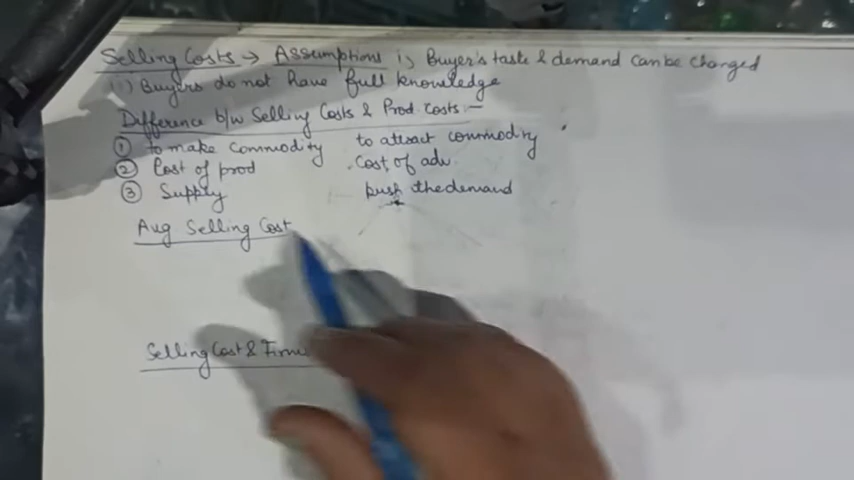 Selling Costs → Assumptions i) Buyer's taste & demand can be changed
(ii) Buyers do not have full knowledge
Difference b/w Selling Costs & Prod Costs :-
① to make commodity to attract commodity
② Cost of prod Cost of adv.
③ Supply push the demand
Avg Selling Cost
Selling Cost & Firm